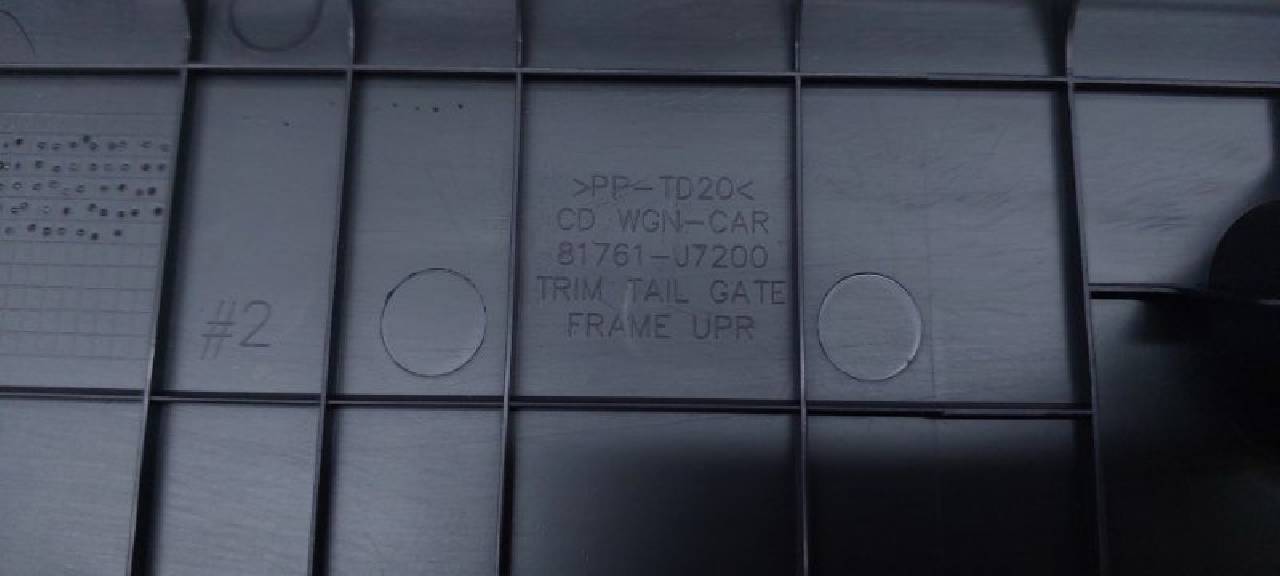 >PP-TD20<
CD WGN-CAR
81761-J7200
TRIM TAIL GATE
FRAME UPR
#2